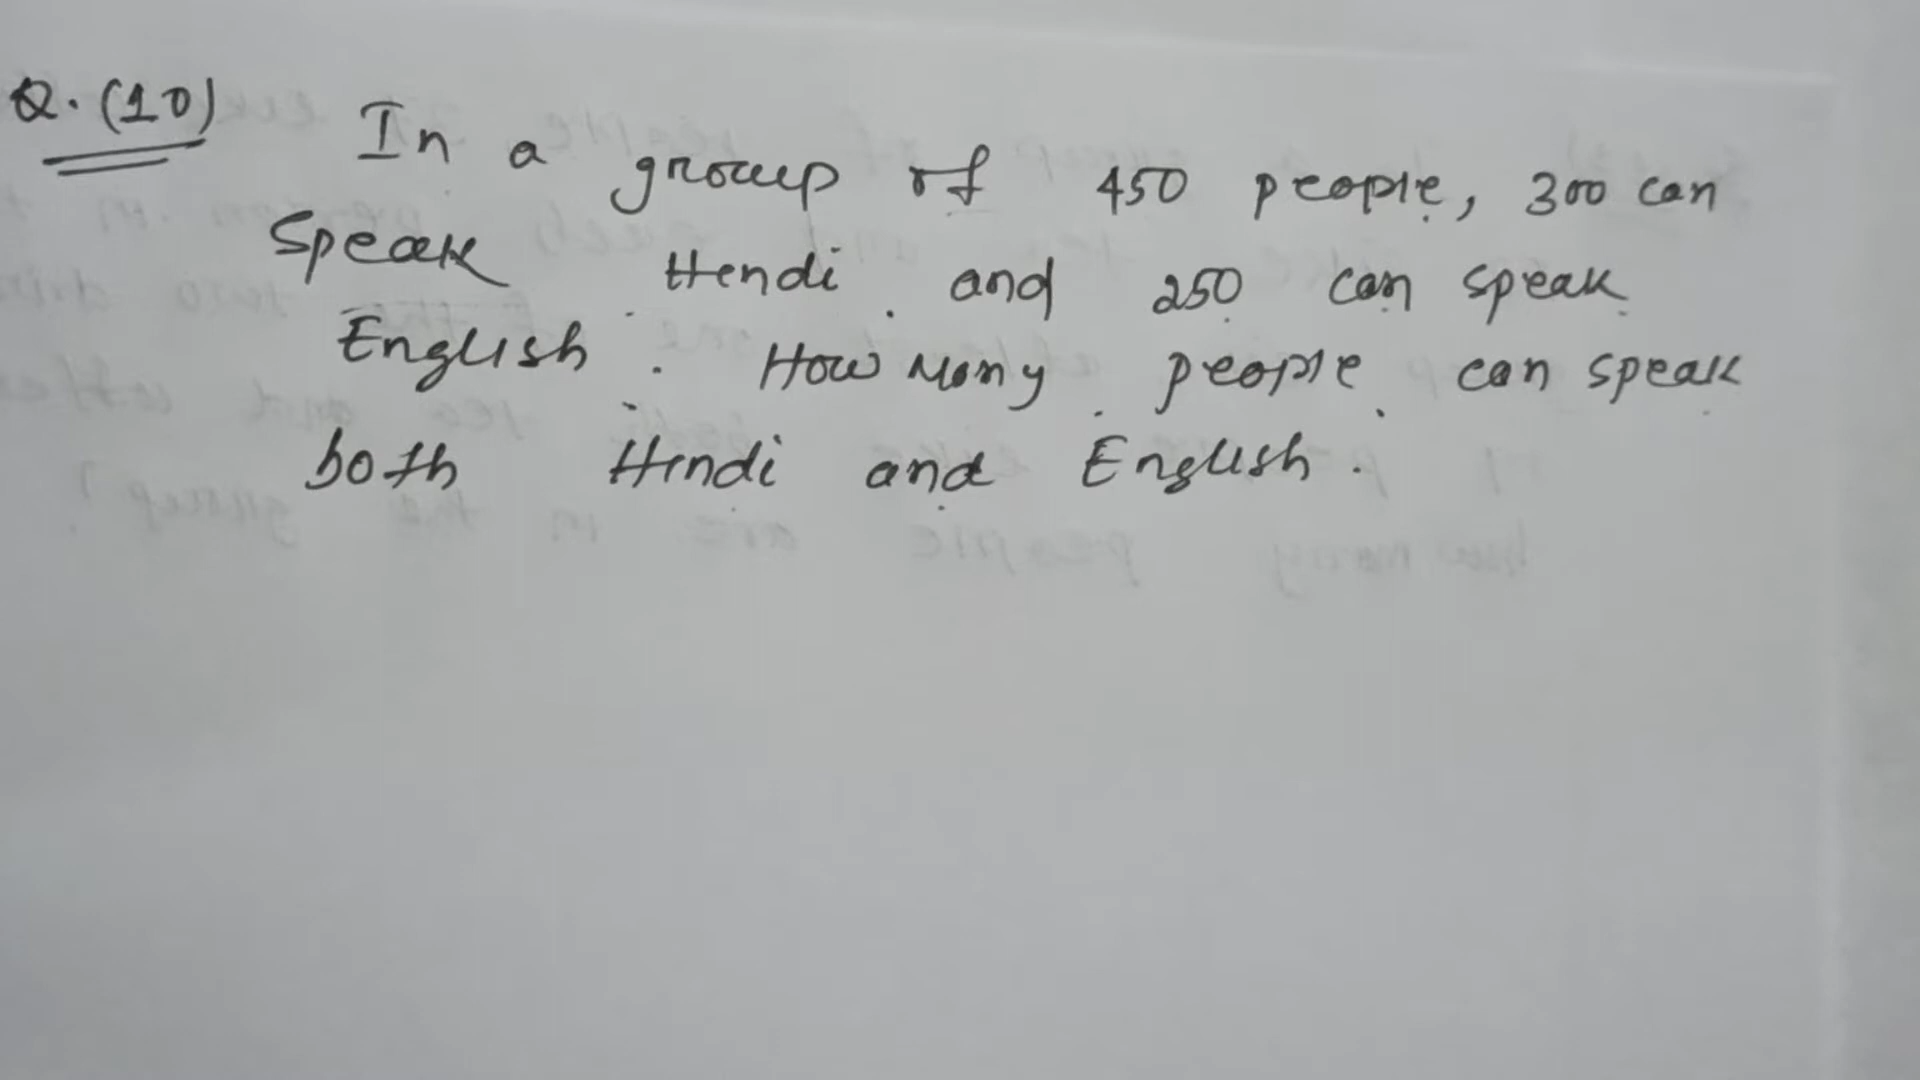 Q.(10) In a group of 450 people, 300 can
Speak Hendi and 250 can speak
English. How many people can speak
both Hindi and English.